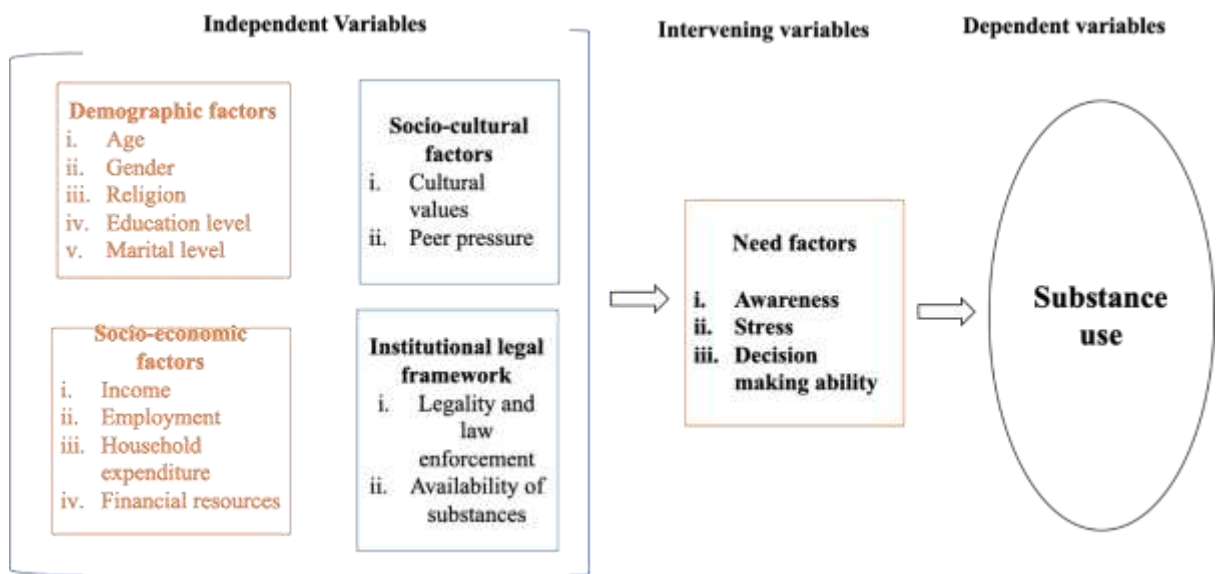 Independent Variables
Intervening variables
Dependent variables
Demographic factors
i. Age
ii. Gender
iii. Religion
iv. Education level
v. Marital level
Socio-cultural
factors
i. Cultural
values
ii. Peer pressure
Socio-economic
factors
i. Income
ii. Employment
iii. Household
expenditure
iv. Financial resources
Institutional legal
framework
i. Legality and
law
enforcement
ii. Availability of
substances
Need factors
i. Awareness
ii. Stress
iii. Decision
making ability
Substance
use